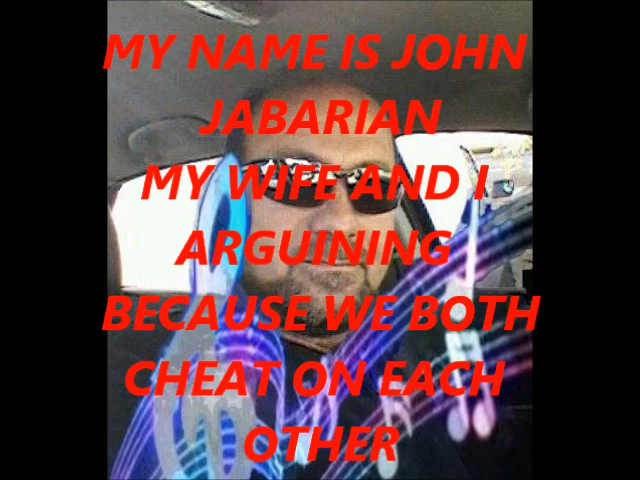 MY NAME IS JOHN
JABARIAN
MY WIFE AND I
ARGUINING
BECAUSE WE BOTH
CHEAT ON EACH
OTHER